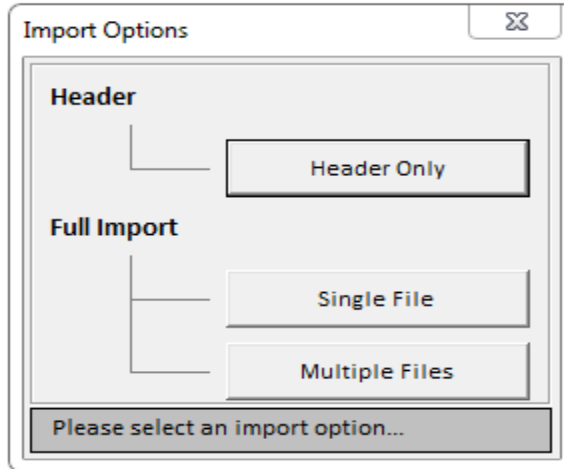 Import Options
Header
Header Only
Full Import
Single File
Multiple Files
Please select an import option...